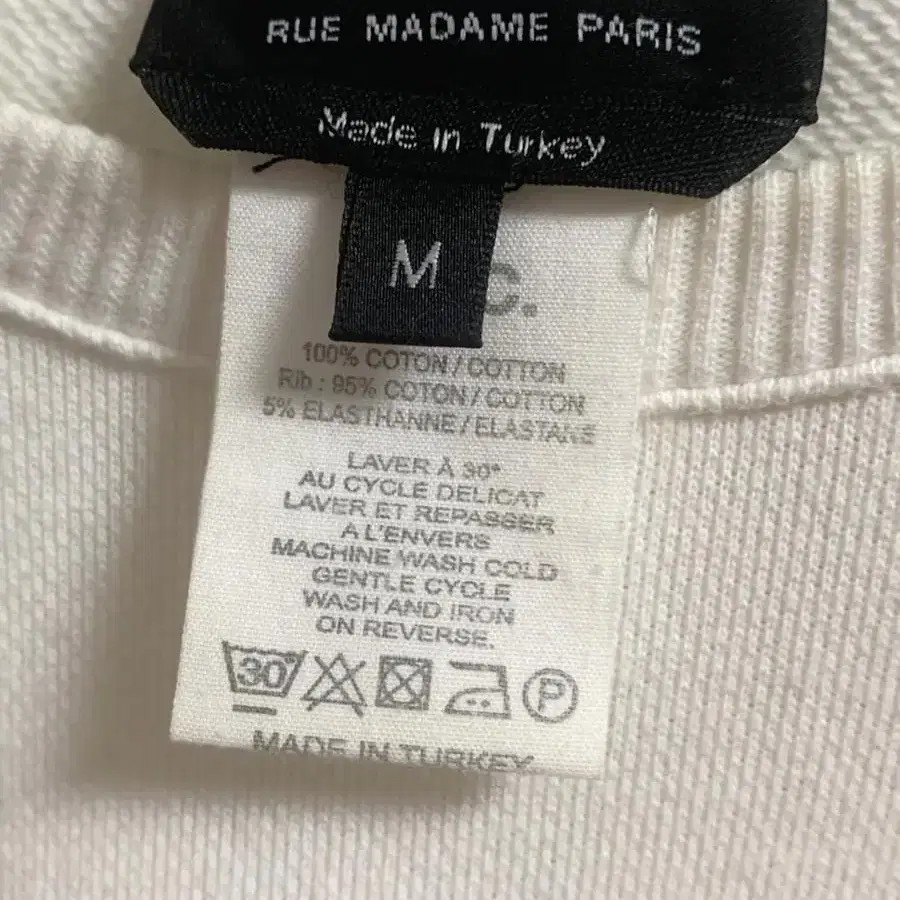 RUE MADAME PARIS
Made in Turkey
M
C.
100% COTON / COTTON
Rib : 95% COTON / COTTON
5% ELASTHANNE / ELASTANE
LAVER À 30°
AU CYCLE DELICAT
LAVER ET REPASSER
A L'ENVERS
MACHINE WASH COLD
GENTLE CYCLE
WASH AND IRON
ON REVERSE.
30° P
MADE IN TURKEY